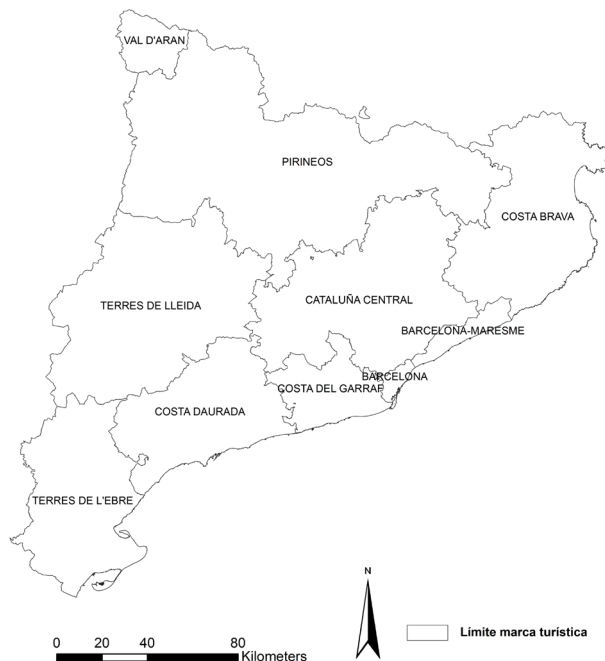 VAL D'ARAN
PIRINEOS
COSTA BRAVA
TERRES DE LLEIDA
CATALUÑA CENTRAL
BARCELONA-MARESME
BARCELONA
COSTA DEL GARRAF
COSTA DAURADA
TERRES DE L'EBRE
N
Límite marca turística
0 20 40 80
Kilometers